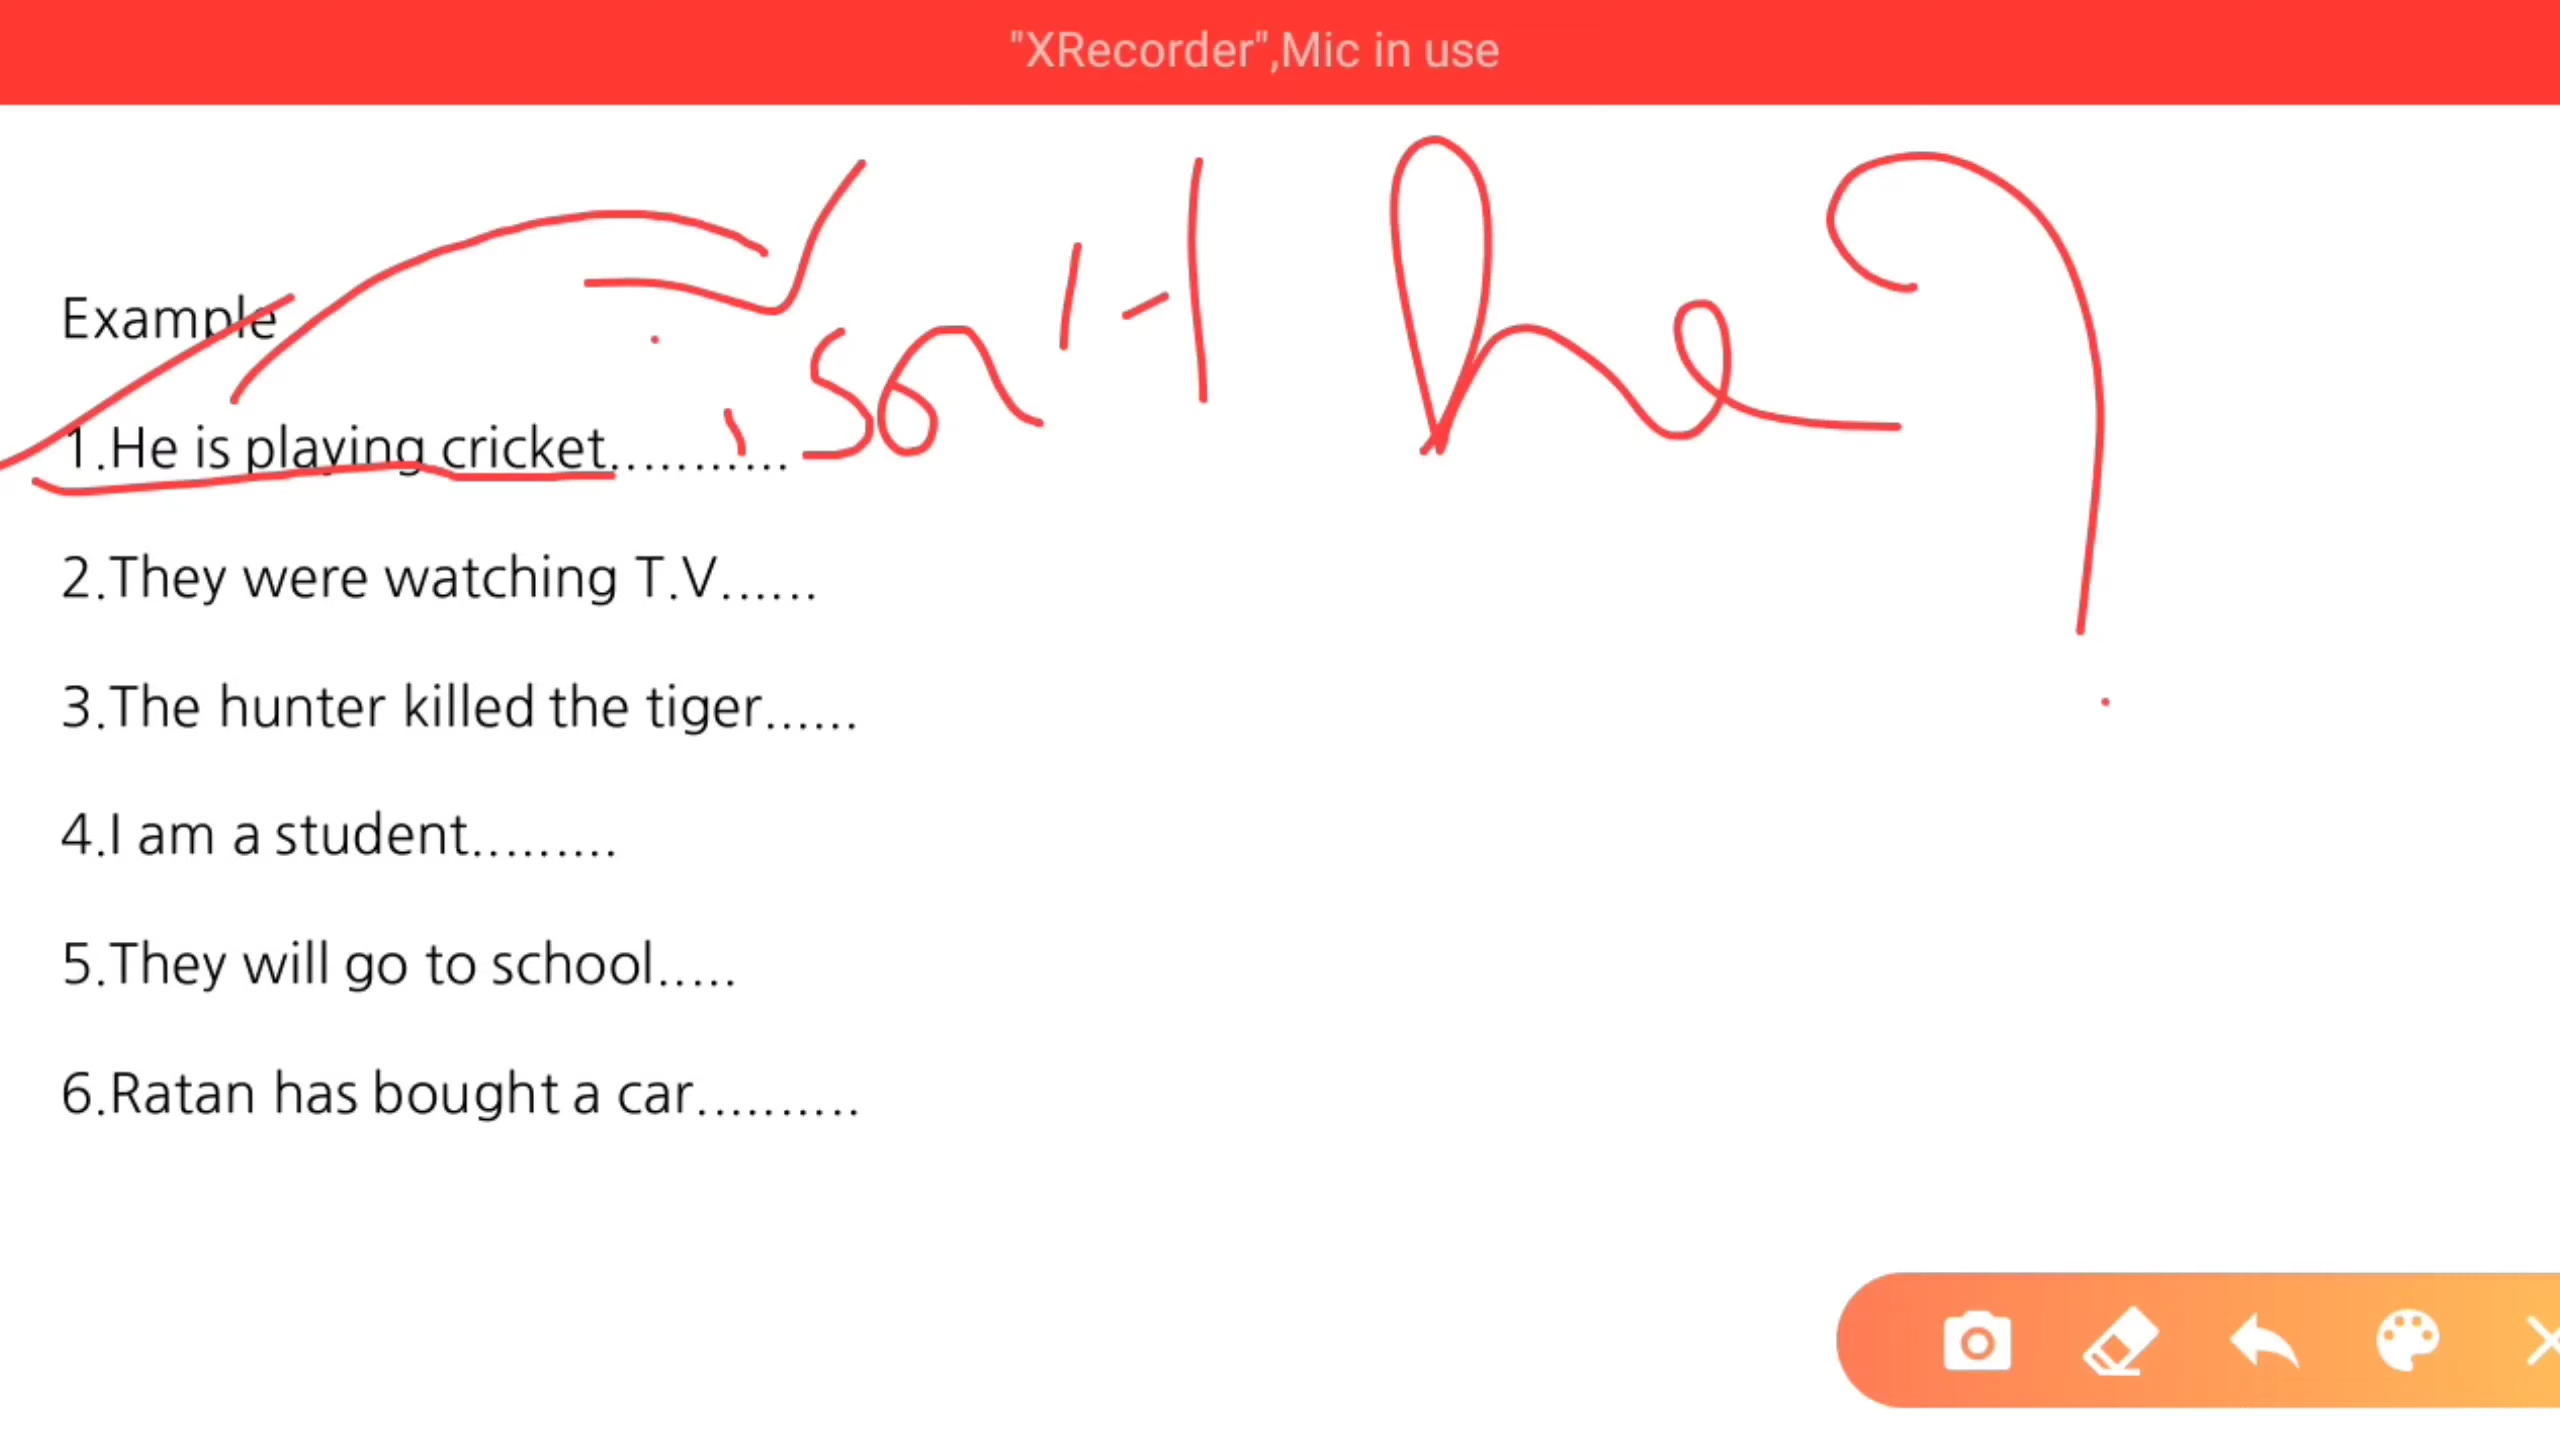 "XRecorder",Mic in use
Example
1.He is playing cricket........... isn't he?
2.They were watching T.V......
3.The hunter killed the tiger......
4.I am a student.........
5.They will go to school.....
6.Ratan has bought a car..........